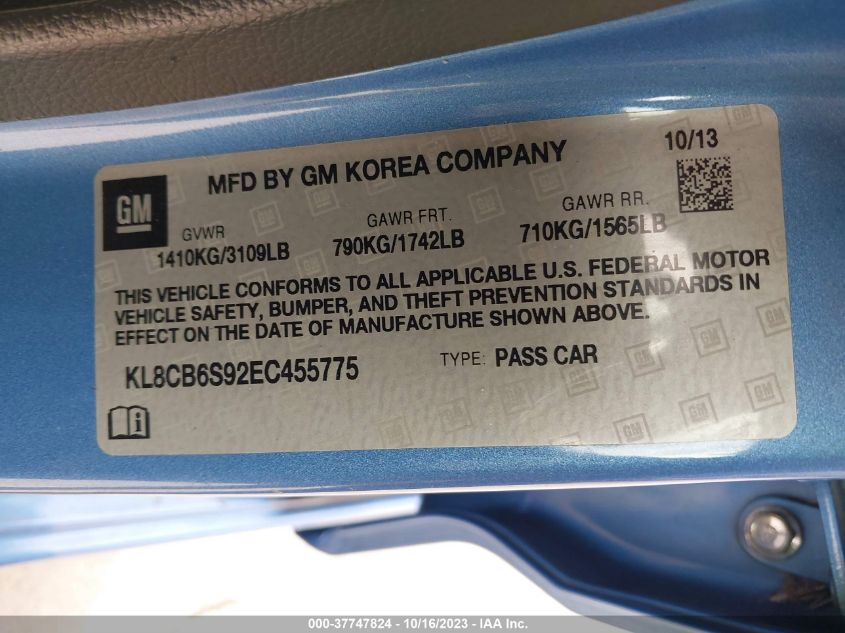 MFD BY GM KOREA COMPANY 10/13
GM
GVWR GAWR FRT. GAWR RR.
1410KG/3109LB 790KG/1742LB 710KG/1565LB
THIS VEHICLE CONFORMS TO ALL APPLICABLE U.S. FEDERAL MOTOR
VEHICLE SAFETY, BUMPER, AND THEFT PREVENTION STANDARDS IN
EFFECT ON THE DATE OF MANUFACTURE SHOWN ABOVE.
KL8CB6S92EC455775 TYPE: PASS CAR
000-37747824 - 10/16/2023 - IAA Inc.